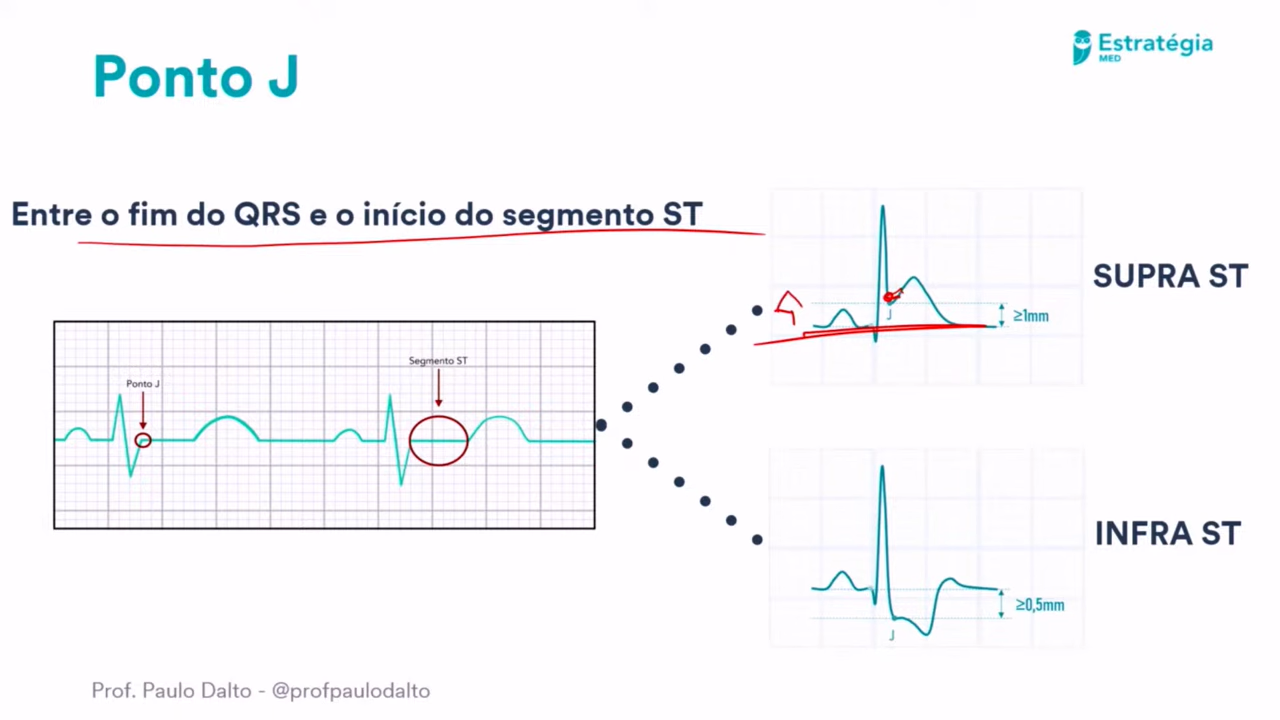 Ponto J
Estratégia
MED
Entre o fim do QRS e o início do segmento ST
Ponto J
Segmento ST
J
≥1mm
SUPRA ST
J
≥0,5mm
INFRA ST
Prof. Paulo Dalto - @profpaulodalto